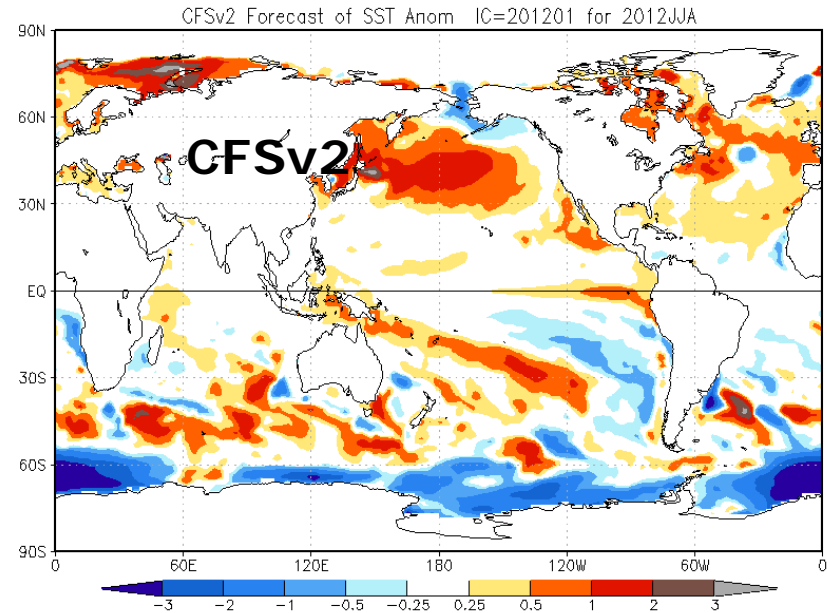 CFSv2 Forecast of SST Anom IC=201201 for 2012JJA
90N
60N
CFSv2
30N
EQ
30S
60S
90S
0 60E 120E 180 120W 60W 0
-3 -2 -1 -0.5 -0.25 0.25 0.5 1 2 3